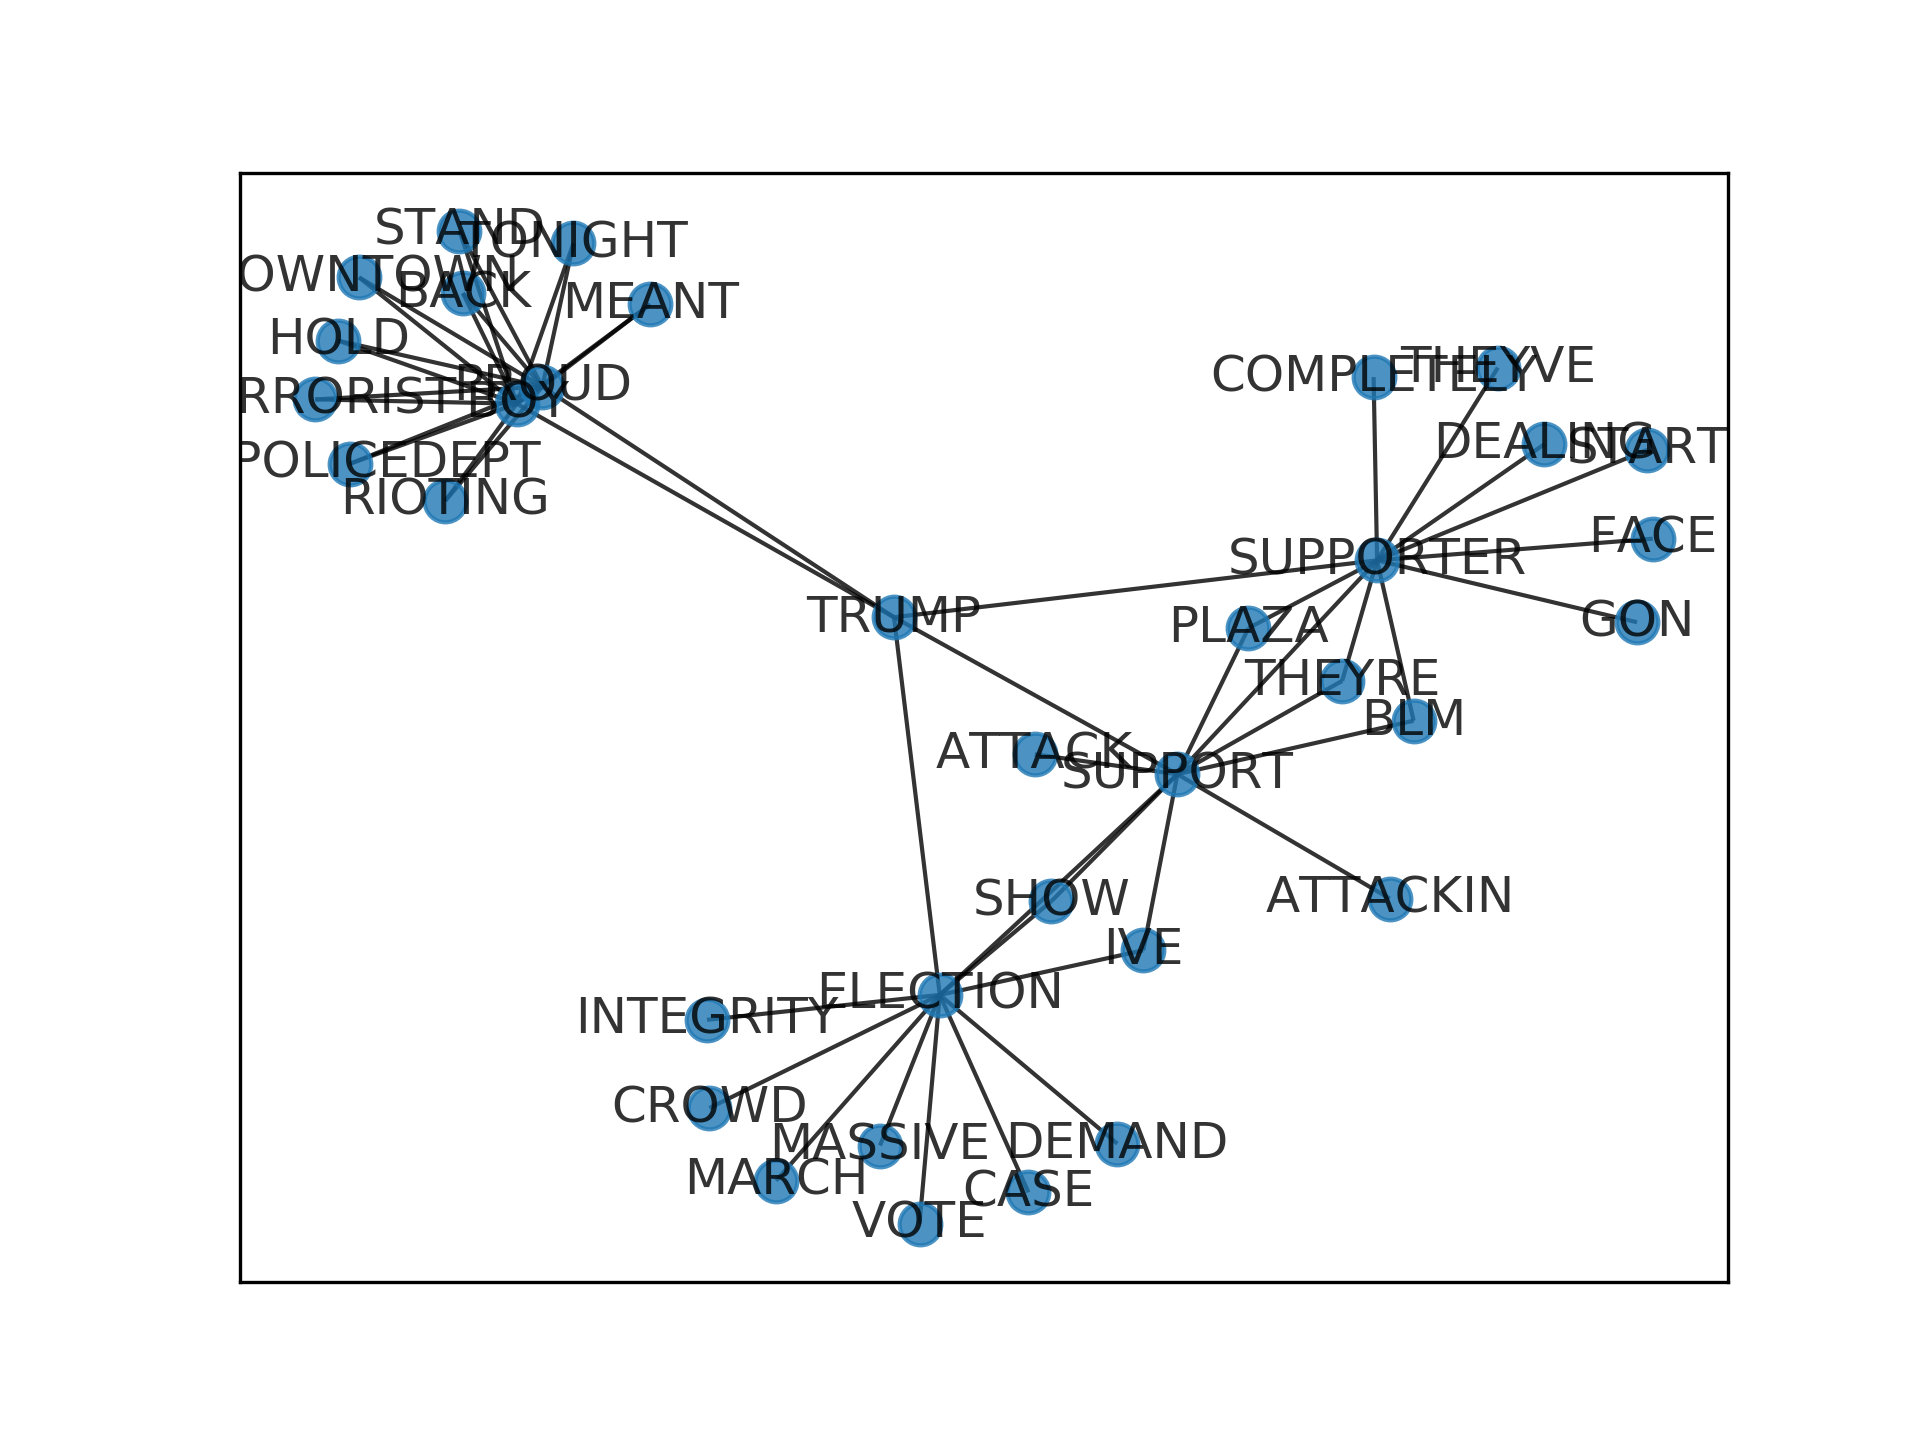 STAND
TONIGHT
OWNTOWN
BACK
MEANT
HOLD
PROUD
RRORIST
BOY
POLICEDEPT
RIOTING
COMPLETELY
THEYVE
DEALING
START
FACE
SUPPORTER
GON
TRUMP
PLAZA
THEYRE
BLM
ATTACK
SUPPORT
SHOW
ATTACKIN
IVE
ELECTION
INTEGRITY
CROWD
MASSIVE
DEMAND
MARCH
CASE
VOTE